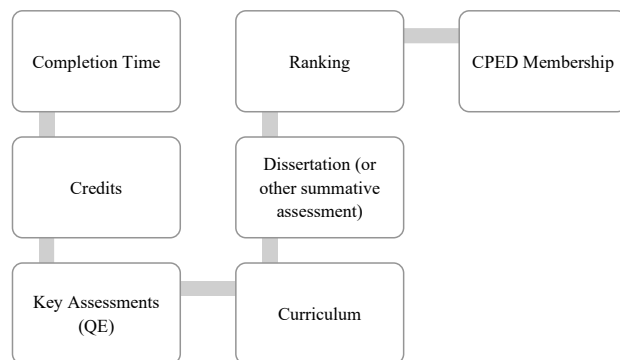 Completion Time
Credits
Key Assessments
(QE)
Curriculum
Dissertation (or
other summative
assessment)
Ranking
CPED Membership